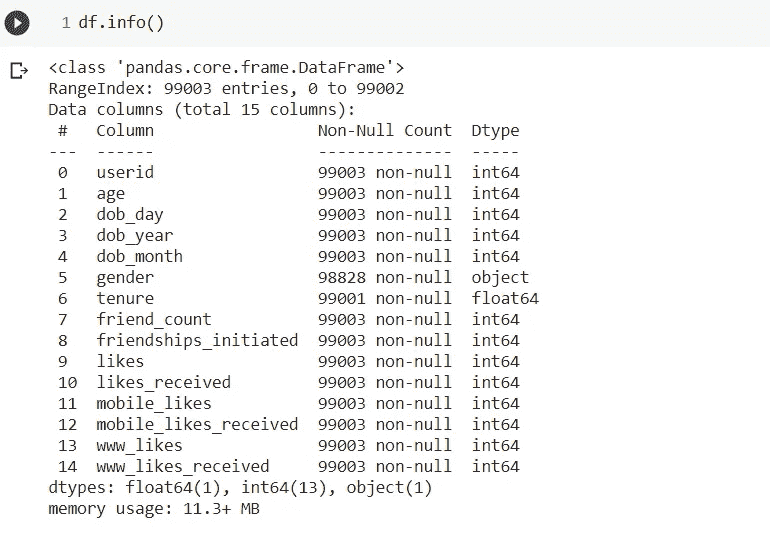 1 df.info()
<class 'pandas.core.frame.DataFrame'>
RangeIndex: 99003 entries, 0 to 99002
Data columns (total 15 columns):
 #   Column                 Non-Null Count  Dtype
---  ------                 --------------  -----
 0   userid                 99003 non-null  int64
 1   age                    99003 non-null  int64
 2   dob_day                99003 non-null  int64
 3   dob_year               99003 non-null  int64
 4   dob_month              99003 non-null  int64
 5   gender                 98828 non-null  object
 6   tenure                 99001 non-null  float64
 7   friend_count           99003 non-null  int64
 8   friendships_initiated  99003 non-null  int64
 9   likes                  99003 non-null  int64
 10  likes_received         99003 non-null  int64
 11  mobile_likes           99003 non-null  int64
 12  mobile_likes_received  99003 non-null  int64
 13  www_likes              99003 non-null  int64
 14  www_likes_received     99003 non-null  int64
dtypes: float64(1), int64(13), object(1)
memory usage: 11.3+ MB